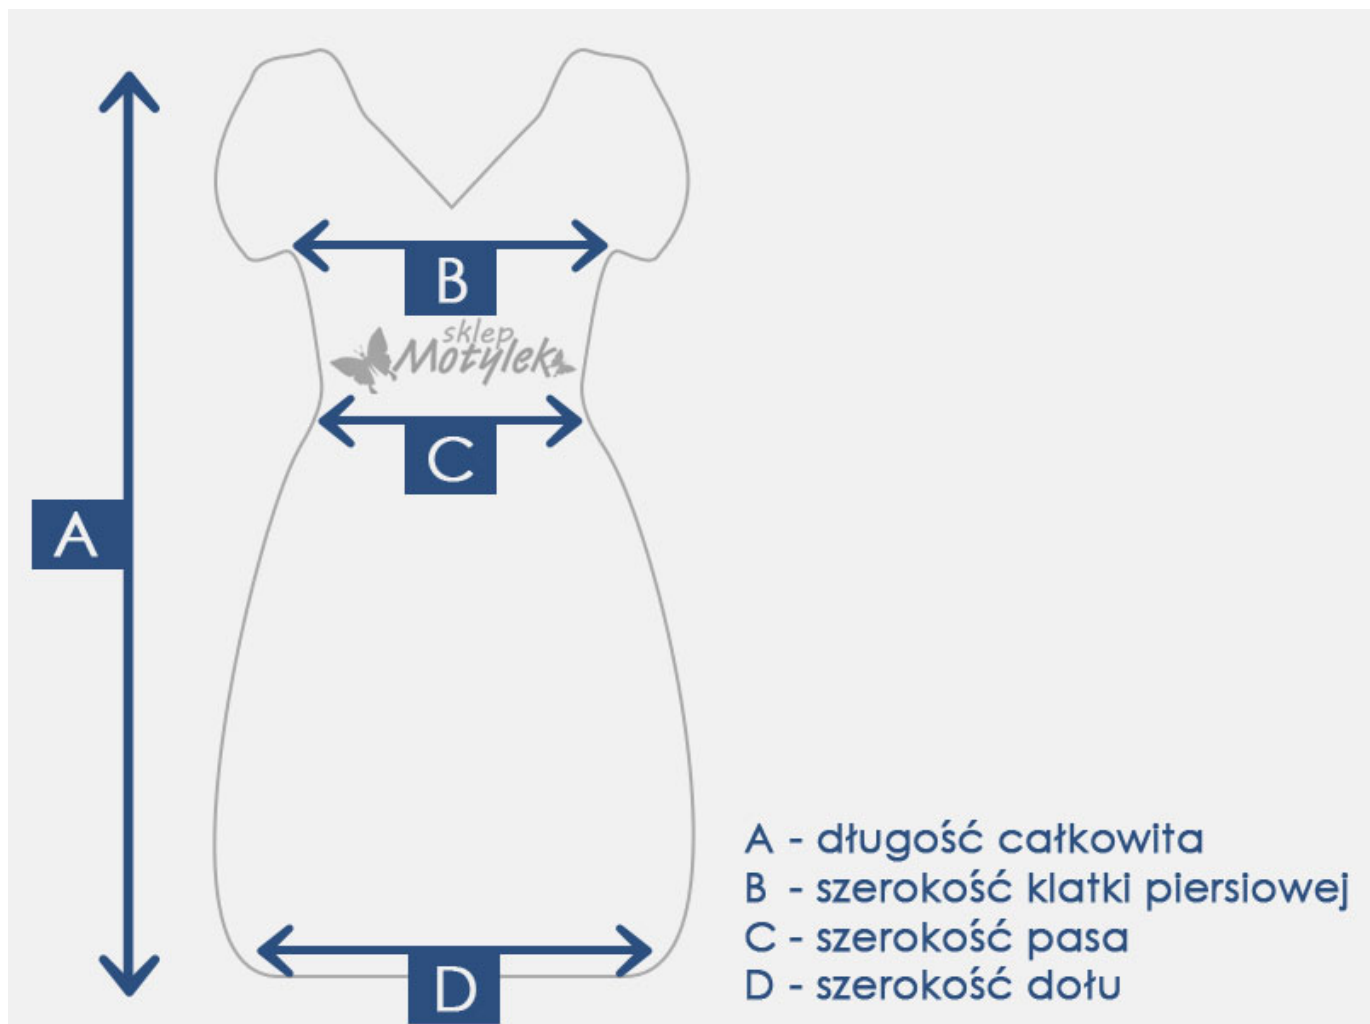 B
sklep
Motylek
C
A
D
A - długość całkowita
B - szerokość klatki piersiowej
C - szerokość pasa
D - szerokość dołu